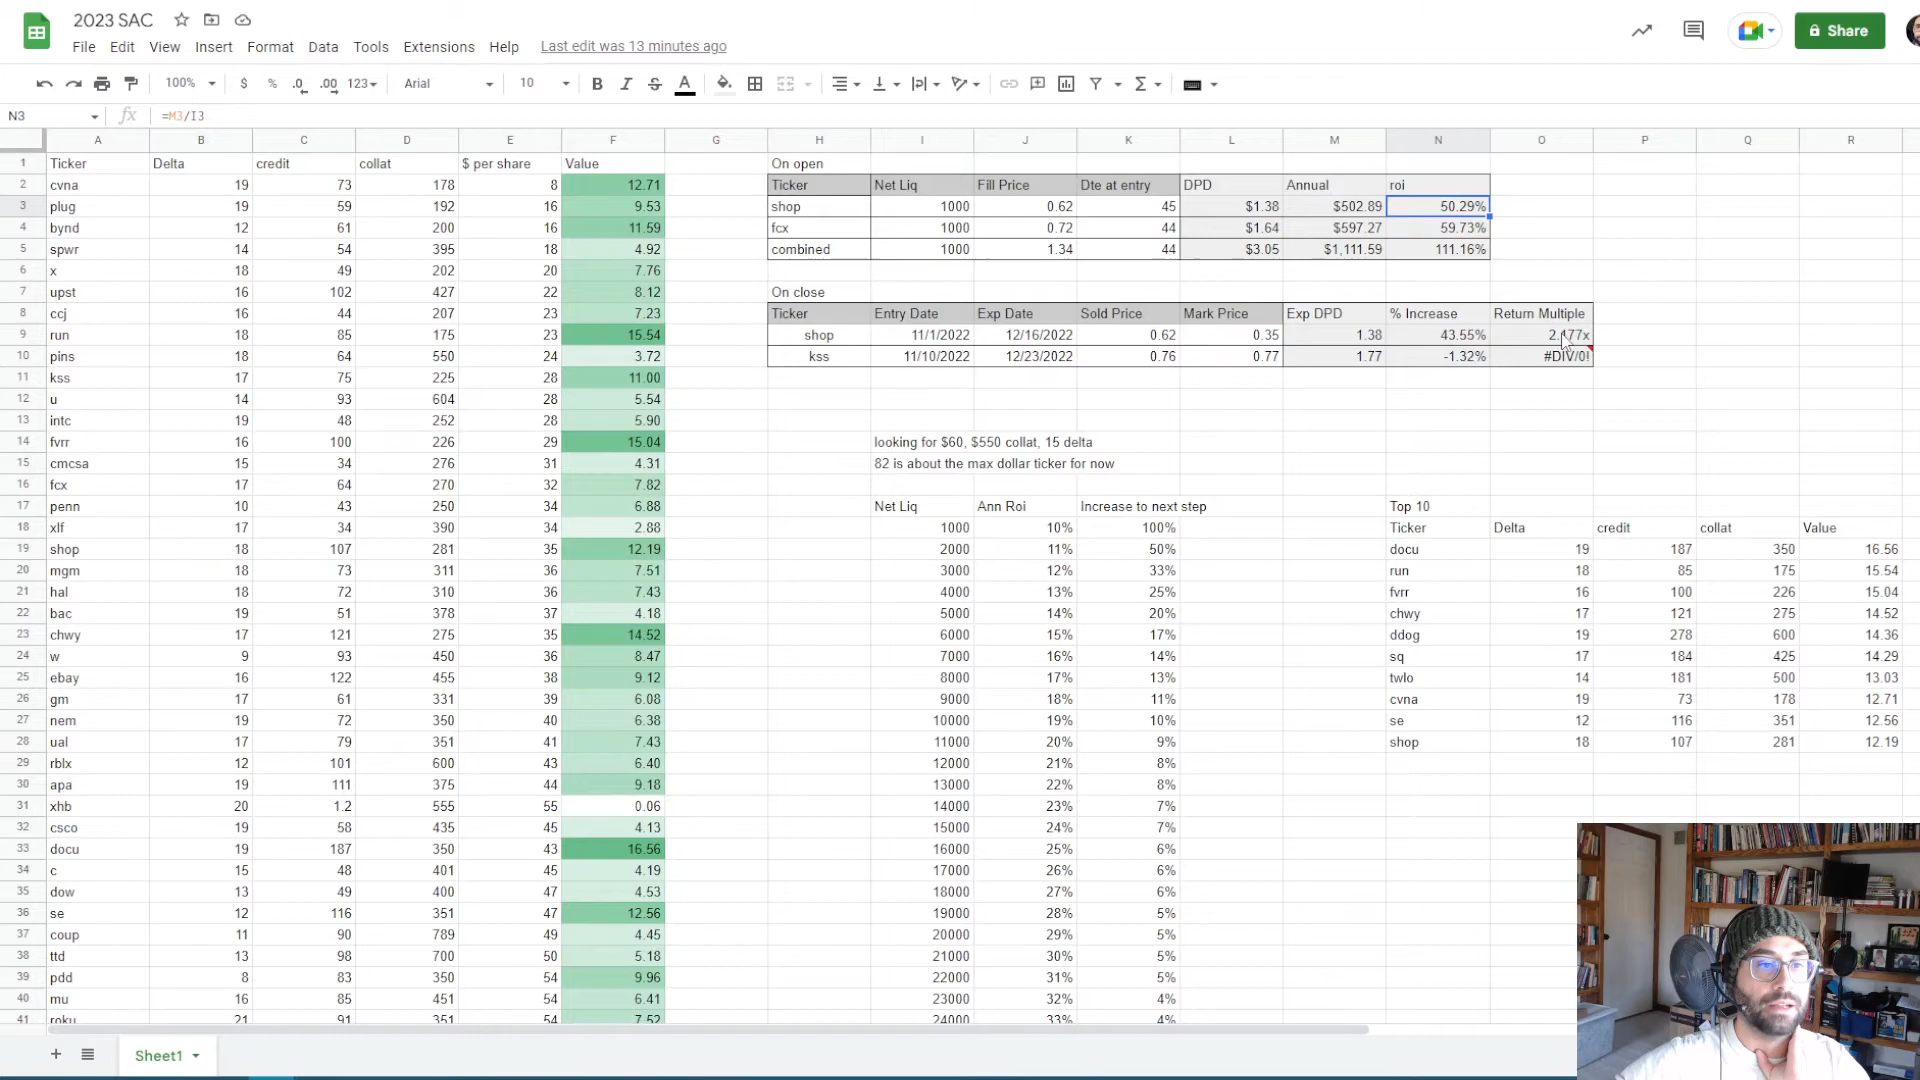 2023 SAC
File Edit View Insert Format Data Tools Extensions Help Last edit was 13 minutes ago
Share
100% $ % .0 .00 123 Arial 10 B I S A
N3 fx =M3/I3
A B C D E F G H I J K L M N O P Q R
1 Ticker Delta credit collat $ per share Value On open
2 cvna 19 73 178 8 12.71 Ticker Net Liq Fill Price Dte at entry DPD Annual roi
3 plug 19 59 192 16 9.53 shop 1000 0.62 45 $1.38 $502.89 50.29%
4 bynd 12 61 200 16 11.59 fcx 1000 0.72 44 $1.64 $597.27 59.73%
5 spwr 14 54 395 18 4.92 combined 1000 1.34 44 $3.05 $1,111.59 111.16%
6 x 18 49 202 20 7.76
7 upst 16 102 427 22 8.12 On close
8 ccj 16 44 207 23 7.23 Ticker Entry Date Exp Date Sold Price Mark Price Exp DPD % Increase Return Multiple
9 run 18 85 175 23 15.54 shop 11/1/2022 12/16/2022 0.62 0.35 1.38 43.55%
10 pins 18 64 550 24 3.72 kss 11/10/2022 12/23/2022 0.76 0.77 1.77 -1.32% #DIV/0!
11 kss 17 75 225 28 11.00
12 u 14 93 604 28 5.54
13 intc 19 48 252 28 5.90
14 fvrr 16 100 226 29 15.04 looking for $60, $550 collat, 15 delta
15 cmcsa 15 34 276 31 4.31 82 is about the max dollar ticker for now
16 fcx 17 64 270 32 7.82
17 penn 10 43 250 34 6.88 Net Liq Ann Roi Increase to next step Top 10
18 xlf 17 34 390 34 2.88 1000 10% 100% Ticker Delta credit collat Value
19 shop 18 107 281 35 12.19 2000 11% 50% docu 19 187 350 16.56
20 mgm 18 73 311 36 7.51 3000 12% 33% run 18 85 175 15.54
21 hal 18 72 310 36 7.43 4000 13% 25% fvrr 16 100 226 15.04
22 bac 19 51 378 37 4.18 5000 14% 20% chwy 17 121 275 14.52
23 chwy 17 121 275 35 14.52 6000 15% 17% ddog 19 278 600 14.36
24 w 9 93 450 36 8.47 7000 16% 14% sq 17 184 425 14.29
25 ebay 16 122 455 38 9.12 8000 17% 13% twlo 14 181 500 13.03
26 gm 17 61 331 39 6.08 9000 18% 11% cvna 19 73 178 12.71
27 nem 19 72 350 40 6.38 10000 19% 10% se 12 116 351 12.56
28 ual 17 79 351 41 7.43 11000 20% 9% shop 18 107 281 12.19
29 rblx 12 101 600 43 6.40 12000 21% 8%
30 apa 19 111 375 44 9.18 13000 22% 8%
31 xhb 20 1.2 555 55 0.06 14000 23% 7%
32 csco 19 58 435 45 4.13 15000 24% 7%
33 docu 19 187 350 43 16.56 16000 25% 6%
34 c 15 48 401 45 4.19 17000 26% 6%
35 dow 13 49 400 47 4.53 18000 27% 6%
36 se 12 116 351 47 12.56 19000 28% 5%
37 coup 11 90 789 49 4.45 20000 29% 5%
38 ttd 13 98 700 50 5.18 21000 30% 5%
39 pdd 8 83 350 54 9.96 22000 31% 5%
40 mu 16 85 451 54 6.41 23000 32% 4%
41 roku 21 91 351 54 7.52 24000 33% 4%
Sheet1